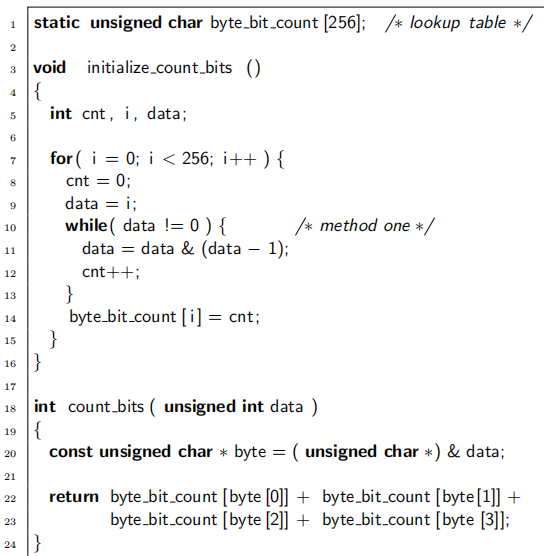 1 static unsigned char byte_bit_count [256]; /* lookup table */
2
3 void initialize_count_bits ()
4 {
5 int cnt, i, data;
6
7 for( i = 0; i < 256; i++ ) {
8 cnt = 0;
9 data = i;
10 while( data != 0 ) { /* method one */
11 data = data & (data − 1);
12 cnt++;
13 }
14 byte_bit_count [i] = cnt;
15 }
16 }
17
18 int count_bits ( unsigned int data )
19 {
20 const unsigned char * byte = ( unsigned char *) & data;
21
22 return byte_bit_count [byte [0]] + byte_bit_count [byte[1]] +
23 byte_bit_count [byte [2]] + byte_bit_count [byte [3]];
24 }